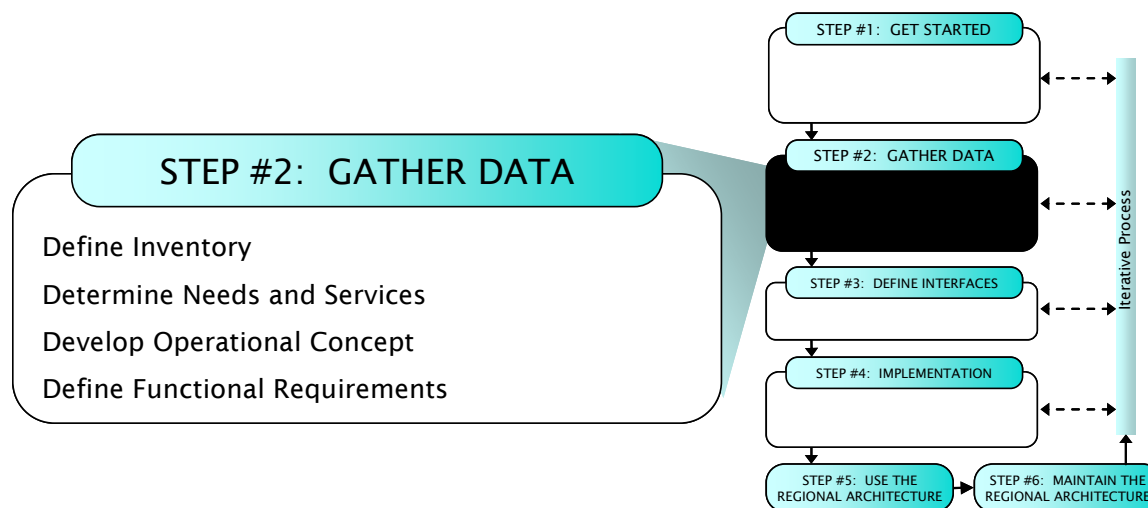 STEP #2: GATHER DATA
Define Inventory
Determine Needs and Services
Develop Operational Concept
Define Functional Requirements
STEP #1: GET STARTED
STEP #2: GATHER DATA
STEP #3: DEFINE INTERFACES
STEP #4: IMPLEMENTATION
STEP #5: USE THE
REGIONAL ARCHITECTURE
STEP #6: MAINTAIN THE
REGIONAL ARCHITECTURE
Iterative Process